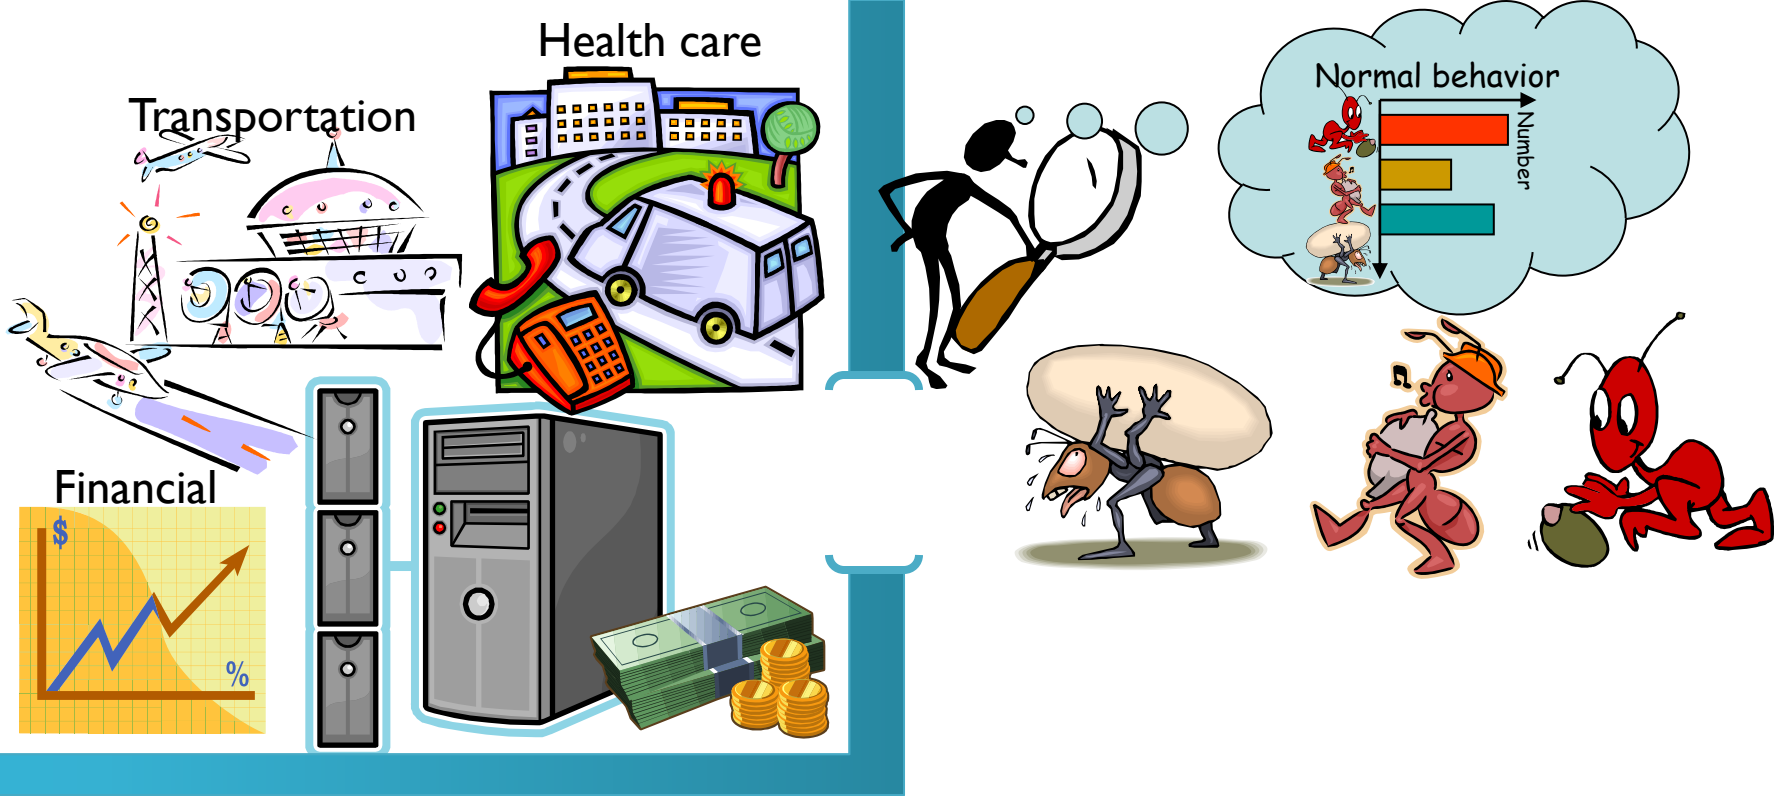 Health care
Transportation
Normal behavior
Number
Financial
$
%